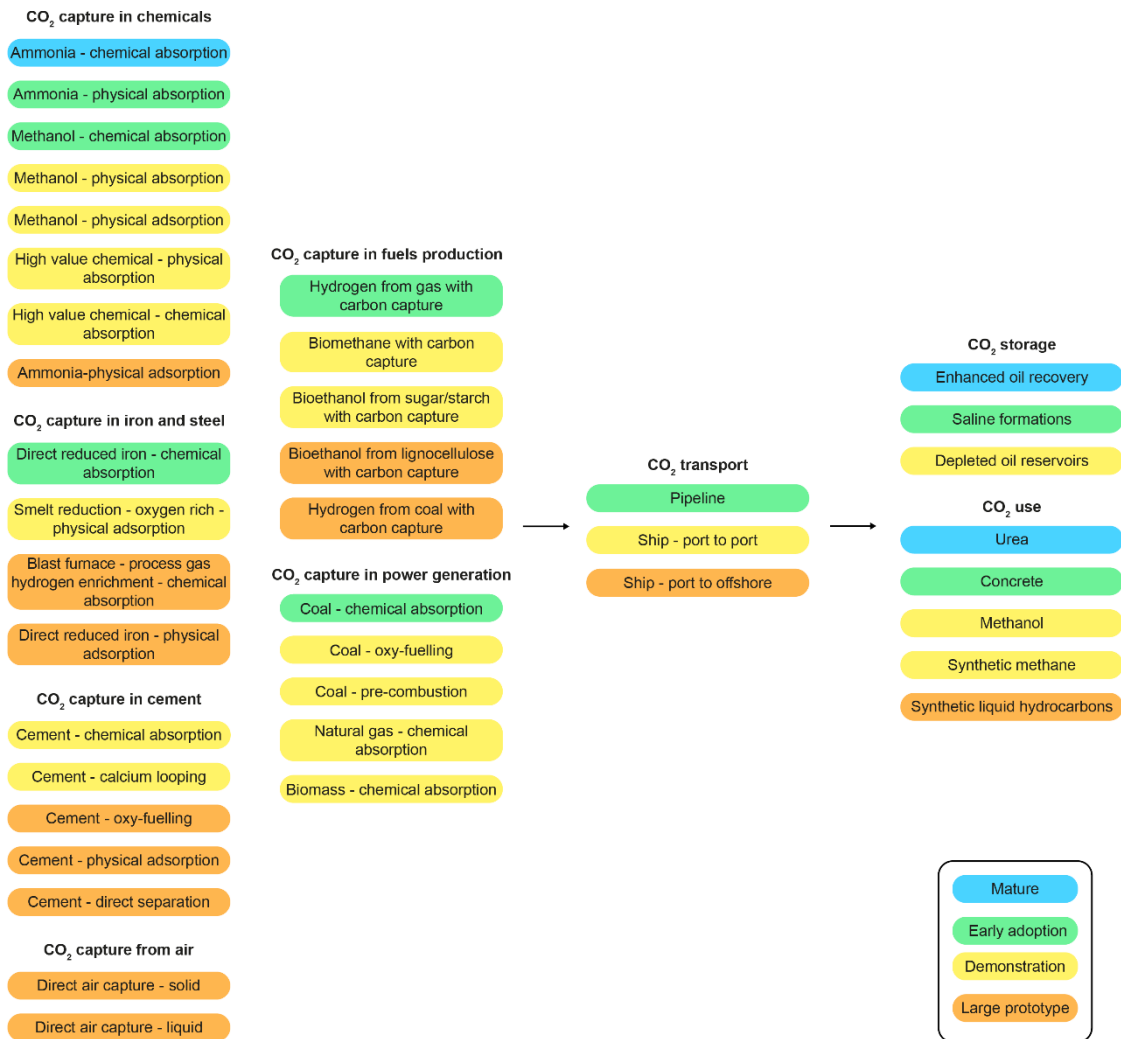 CO₂ capture in chemicals
Ammonia - chemical absorption
Ammonia - physical absorption
Methanol - chemical absorption
Methanol - physical absorption
Methanol - physical adsorption
High value chemical - physical
absorption
High value chemical - chemical
absorption
Ammonia-physical adsorption
CO₂ capture in iron and steel
Direct reduced iron - chemical
absorption
Smelt reduction - oxygen rich -
physical adsorption
Blast furnace - process gas
hydrogen enrichment - chemical
absorption
Direct reduced iron - physical
adsorption
CO₂ capture in cement
Cement - chemical absorption
Cement - calcium looping
Cement - oxy-fuelling
Cement - physical adsorption
Cement - direct separation
CO₂ capture from air
Direct air capture - solid
Direct air capture - liquid
CO₂ capture in fuels production
Hydrogen from gas with
carbon capture
Biomethane with carbon
capture
Bioethanol from sugar/starch
with carbon capture
Bioethanol from lignocellulose
with carbon capture
Hydrogen from coal with
carbon capture
CO₂ capture in power generation
Coal - chemical absorption
Coal - oxy-fuelling
Coal - pre-combustion
Natural gas - chemical
absorption
Biomass - chemical absorption
CO₂ transport
Pipeline
Ship - port to port
Ship - port to offshore
CO₂ storage
Enhanced oil recovery
Saline formations
Depleted oil reservoirs
CO₂ use
Urea
Concrete
Methanol
Synthetic methane
Synthetic liquid hydrocarbons
Mature
Early adoption
Demonstration
Large prototype